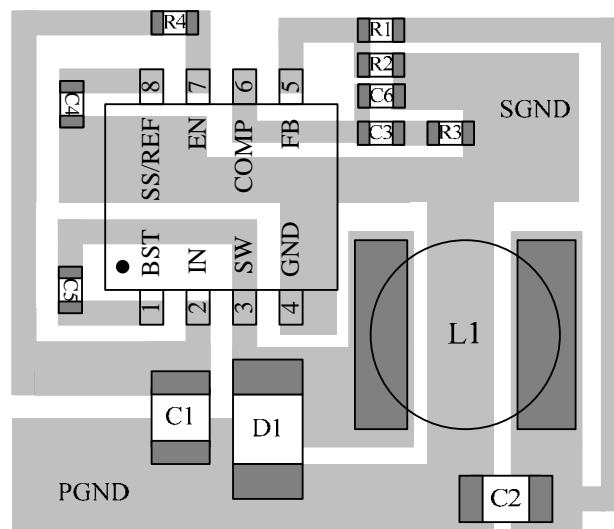 R4
R1
R2
C6
C3
R3
SGND
C4
8
7
6
5
SS/REF
EN
COMP
FB
BST
IN
SW
GND
1
2
3
4
C5
L1
C1
D1
PGND
C2